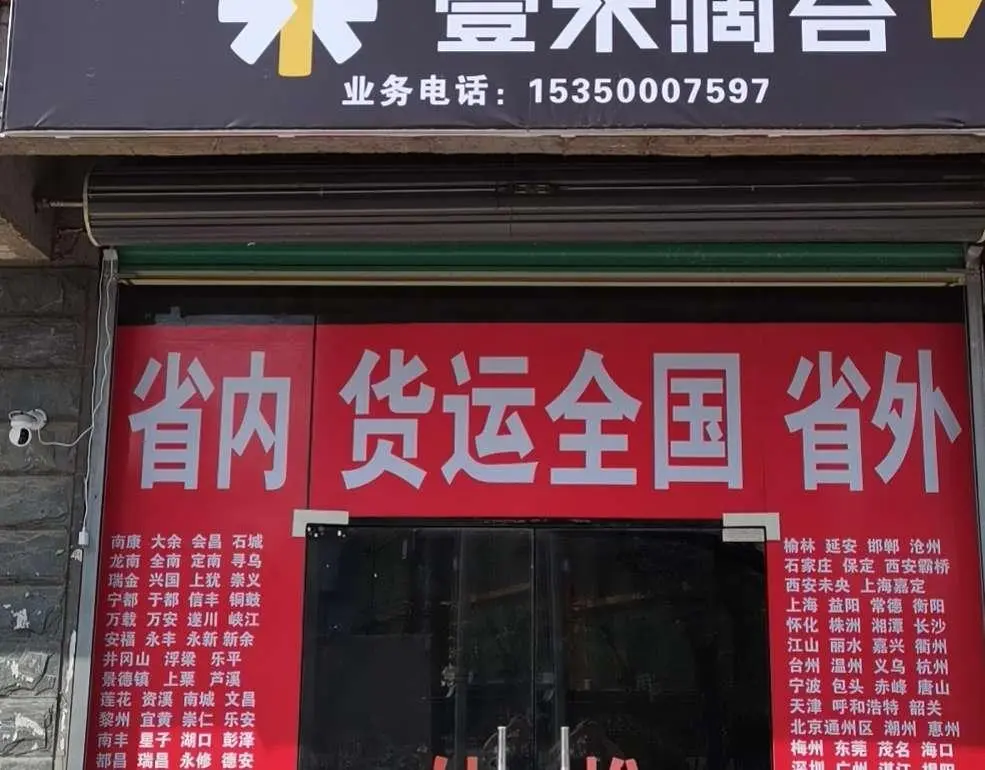 壹米滴答
业务电话：15350007597
省内 货运全国 省外
南康 大余 会昌 石城
龙南 全南 定南 寻乌
瑞金 兴国 上犹 崇义
宁都 于都 信丰 铜鼓
万载 万安 遂川 峡江
安福 永丰 永新 新余
井冈山 浮梁 乐平
景德镇 上栗 芦溪
莲花 资溪 南城 文昌
黎州 宜黄 崇仁 乐安
南丰 星子 湖口 彭泽
都昌 瑞昌 永修 德安
榆林 延安 邯郸 沧州
石家庄 保定 西安霸桥
西安未央 上海嘉定
上海 益阳 常德 衡阳
怀化 株洲 湘潭 长沙
江山 丽水 嘉兴 衢州
台州 温州 义乌 杭州
宁波 包头 赤峰 唐山
天津 呼和浩特 韶关
北京通州区 潮州 惠州
梅州 东莞 茂名 海口
深圳 广州 湛江 揭阳